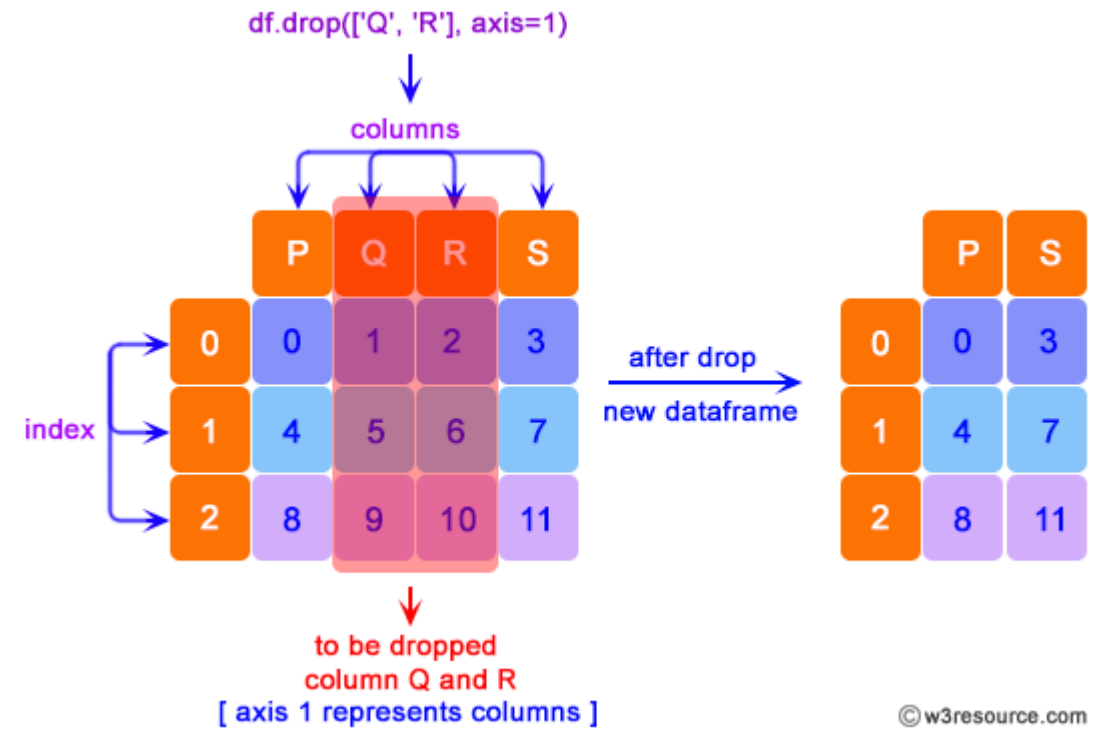 df.drop(['Q', 'R'], axis=1)
columns
P Q R S
P S
0 0 1 2 3
after drop
0 0 3
index
1 4 5 6 7
new dataframe
1 4 7
2 8 9 10 11
2 8 11
to be dropped
column Q and R
[ axis 1 represents columns ]
©w3resource.com